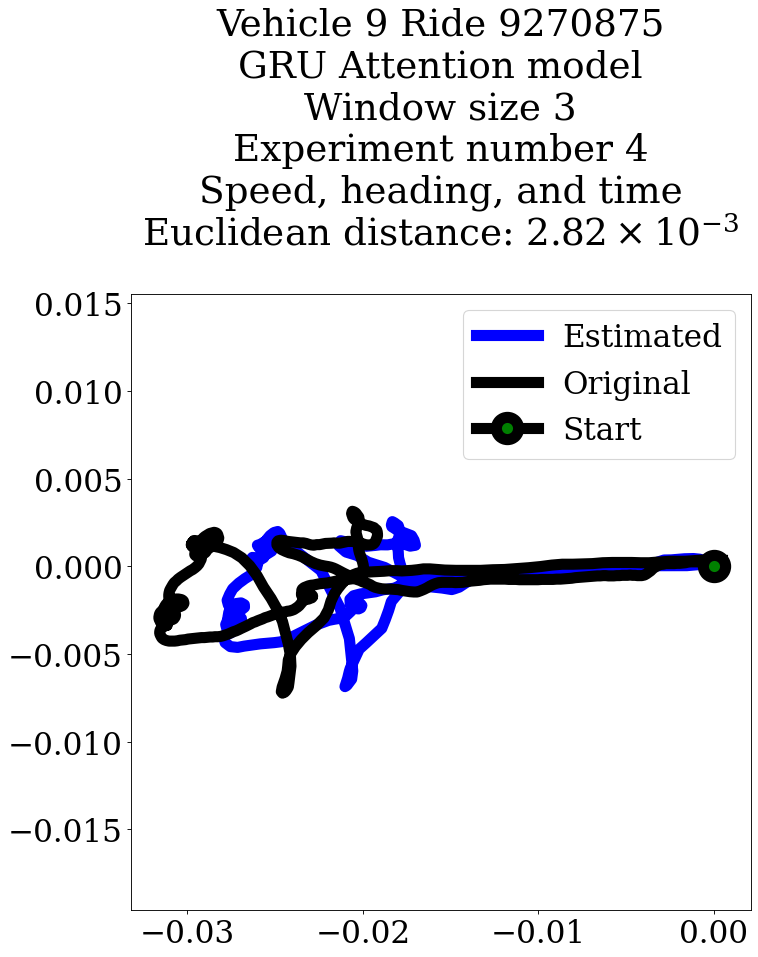 Vehicle 9 Ride 9270875
GRU Attention model
Window size 3
Experiment number 4
Speed, heading, and time
Euclidean distance: 2.82 × 10⁻³
0.015
0.010
0.005
0.000
−0.005
−0.010
−0.015
Estimated
Original
Start
−0.03 −0.02 −0.01 0.00